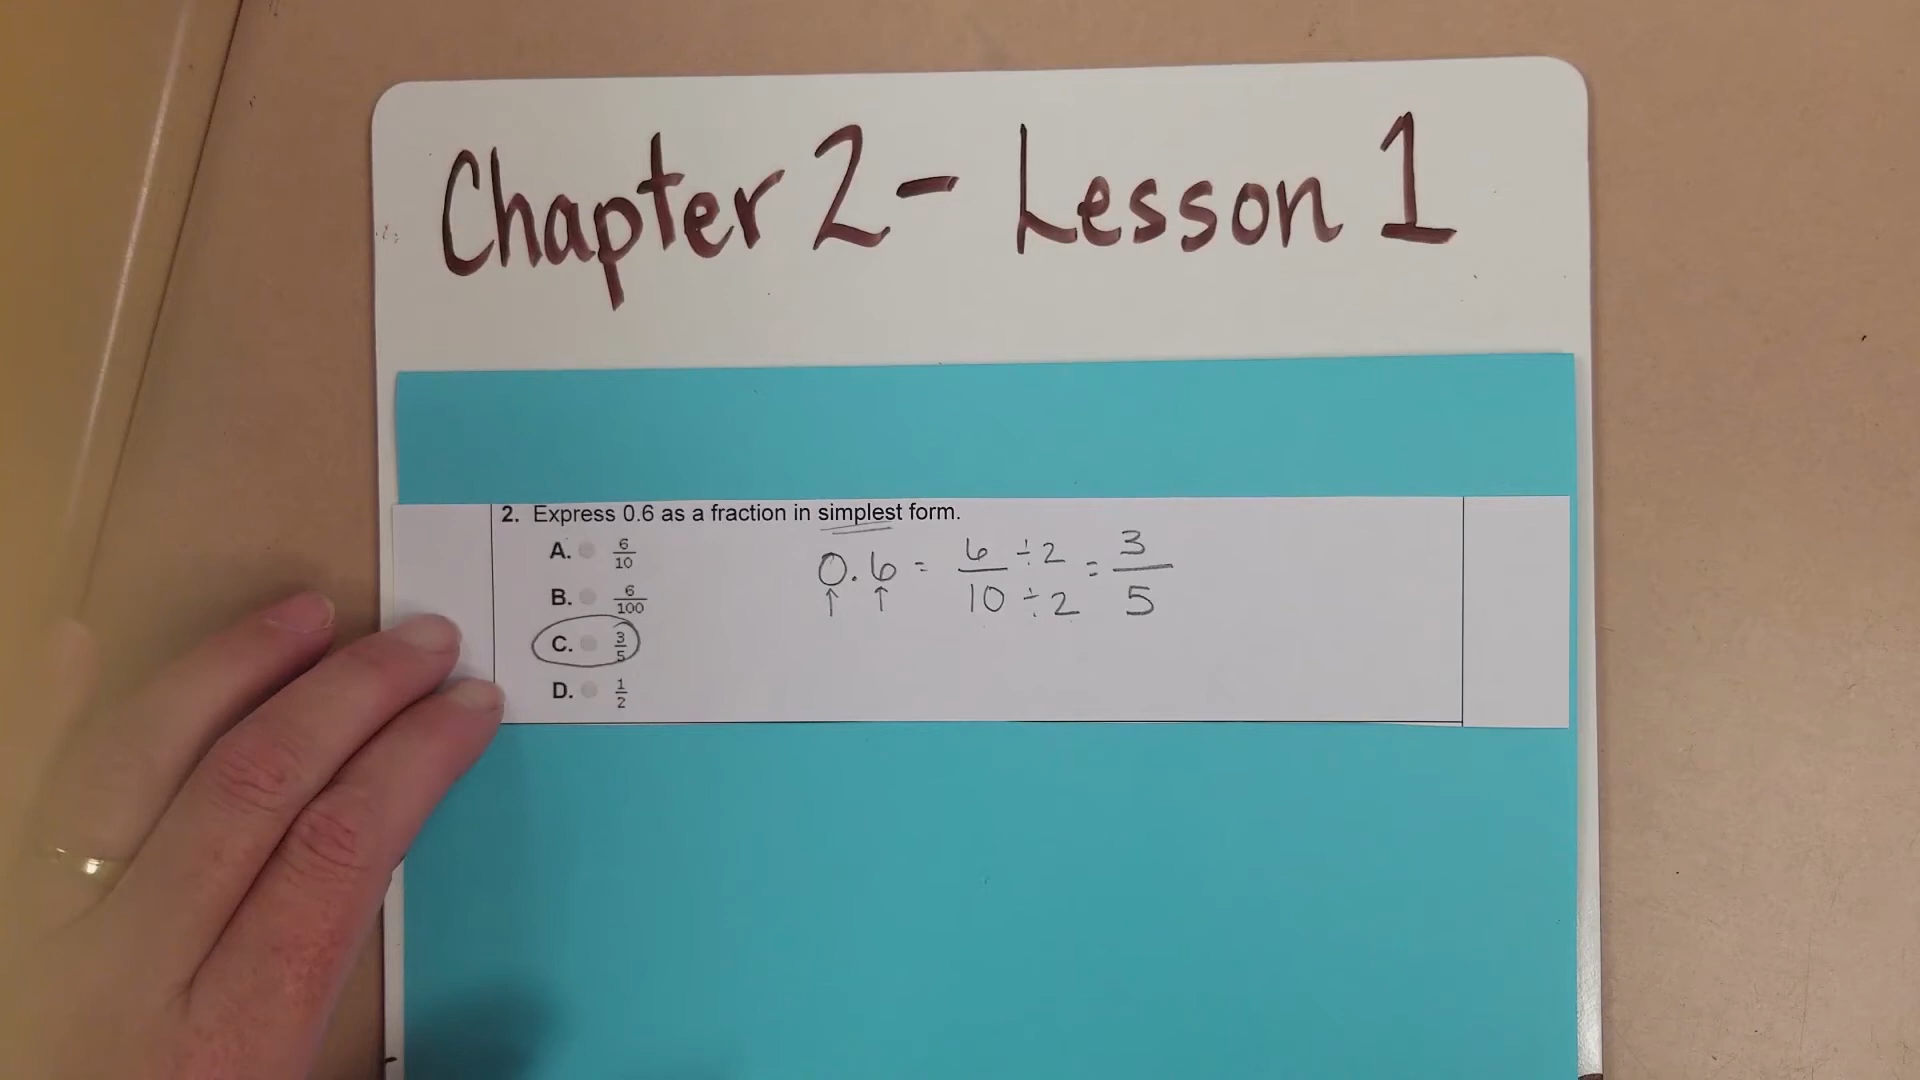 Chapter 2 - Lesson 1
2. Express 0.6 as a fraction in simplest form.
A. 6/10
B. 6/100
C. 3/5
D. 1/2
0.6 = 6/10 ÷2/÷2 = 3/5
↑ ↑